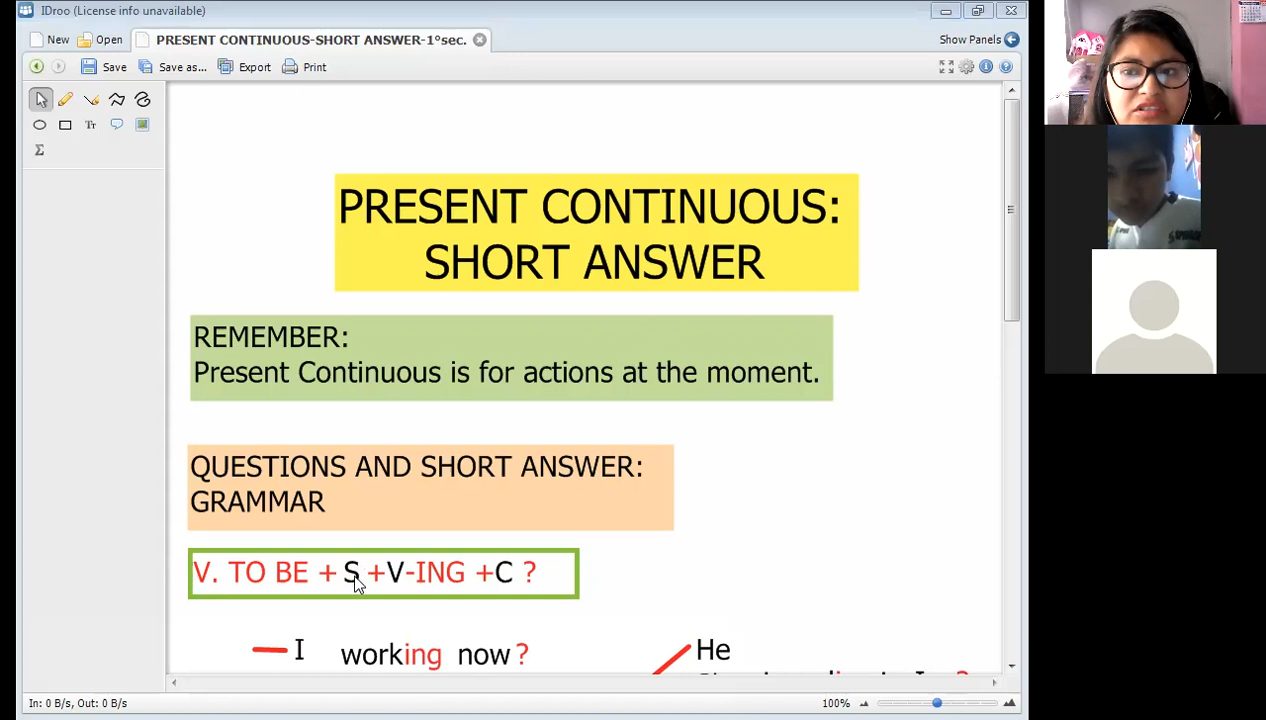 IDroo (License info unavailable)
New Open PRESENT CONTINUOUS-SHORT ANSWER-1°sec. Show Panels
Save Save as... Export Print
Tr
Σ
PRESENT CONTINUOUS:
SHORT ANSWER
REMEMBER:
Present Continuous is for actions at the moment.
QUESTIONS AND SHORT ANSWER:
GRAMMAR
V. TO BE + S +V-ING +C ?
I working now ?
He
In: 0 B/s, Out: 0 B/s 100%